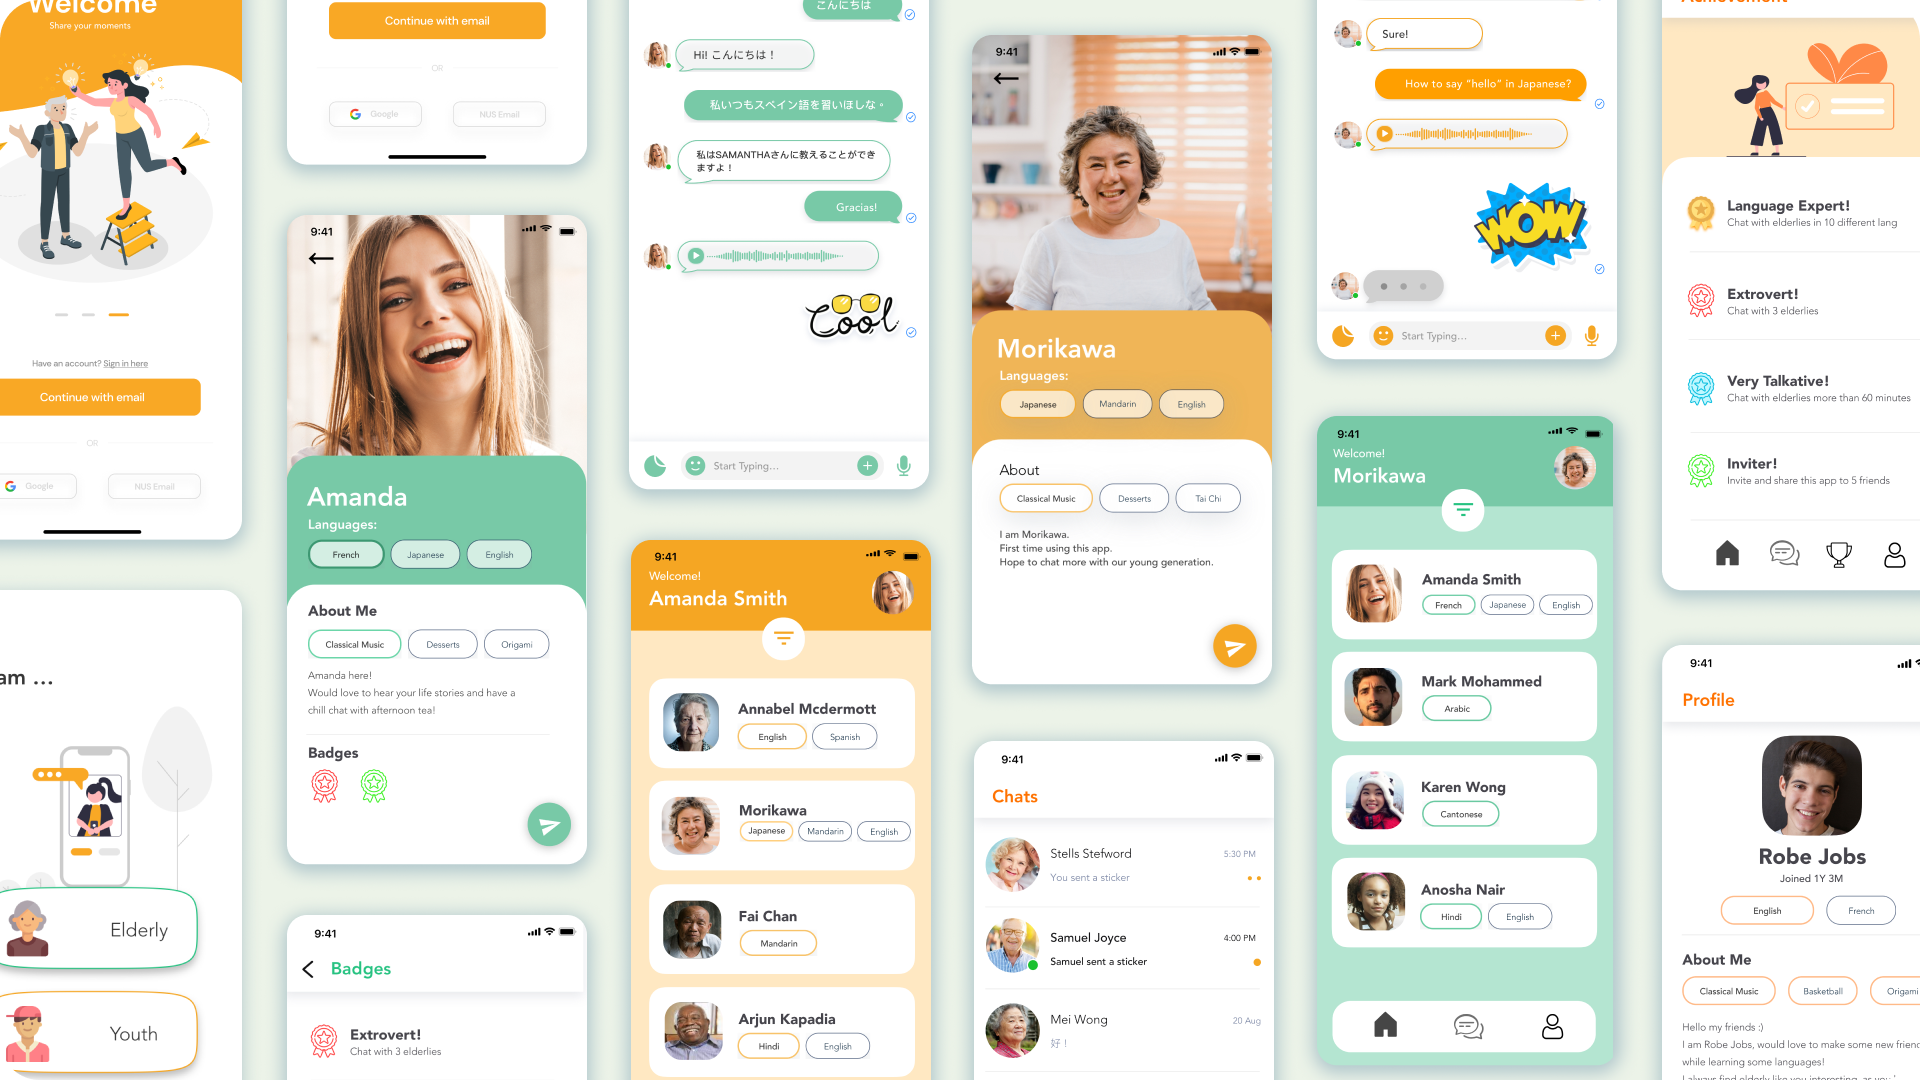 Welcome
Share your moments
Have an account? Sign in here
Continue with email
OR
Google
NUS Email
am ...
Elderly
Youth
Continue with email
OR
Google
NUS Email
9:41
Amanda
Languages:
French
Japanese
English
About Me
Classical Music
Desserts
Origami
Amanda here!
Would love to hear your life stories and have a
chill chat with afternoon tea!
Badges
9:41
Badges
Extrovert!
Chat with 3 elderlies
こんにちは
Hi! こんにちは！
私いつもスペイン語を習いほしな。
私はSAMANTHAさんに教えることができ
ますよ！
Gracias!
Cool
Start Typing...
9:41
Welcome!
Amanda Smith
Annabel Mcdermott
English
Spanish
Morikawa
Japanese
Mandarin
English
Fai Chan
Mandarin
Arjun Kapadia
Hindi
English
9:41
Morikawa
Languages:
Japanese
Mandarin
English
About
Classical Music
Desserts
Tai Chi
I am Morikawa.
First time using this app.
Hope to chat more with our young generation.
9:41
Chats
Stells Stefword
5:30 PM
You sent a sticker
Samuel Joyce
4:00 PM
Samuel sent a sticker
Mei Wong
20 Aug
好！
Sure!
How to say "hello" in Japanese?
WOW
Start Typing...
9:41
Welcome!
Morikawa
Amanda Smith
French
Japanese
English
Mark Mohammed
Arabic
Karen Wong
Cantonese
Anosha Nair
Hindi
English
Achievement
Language Expert!
Chat with elderlies in 10 different lang
Extrovert!
Chat with 3 elderlies
Very Talkative!
Chat with elderlies more than 60 minutes
Inviter!
Invite and share this app to 5 friends
9:41
Profile
Robe Jobs
Joined 1Y 3M
English
French
About Me
Classical Music
Basketball
Origami
Hello my friends :)
I am Robe Jobs, would love to make some new frien
while learning some languages!
I always find elderly like you interesting, as you